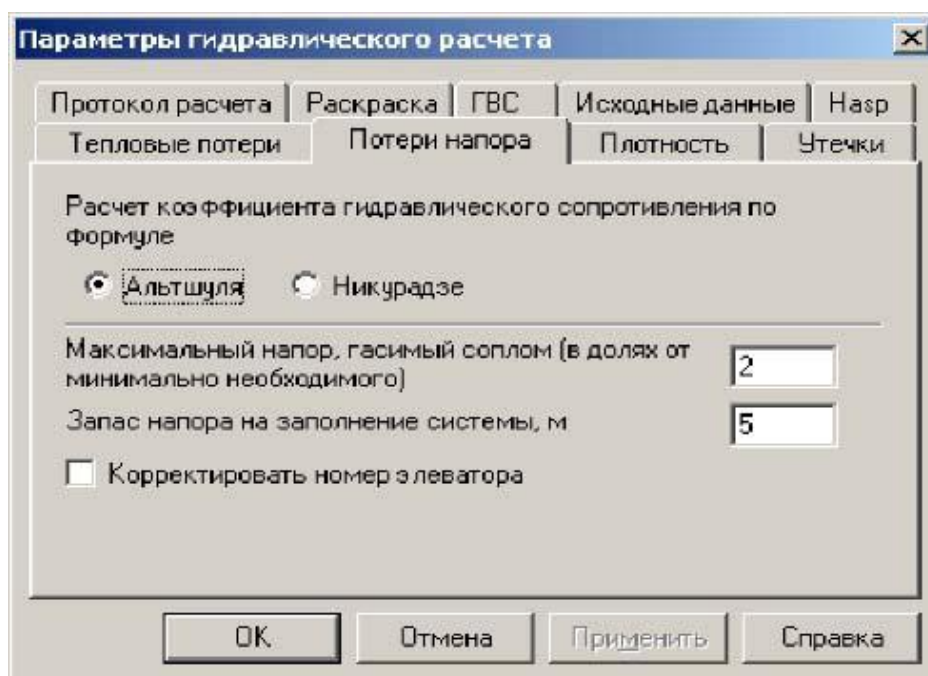 Параметры гидравлического расчета
Протокол расчета Раскраска ГВС Исходные данные Hasp
Тепловые потери Потери напора Плотность Утечки
Расчет коэффициента гидравлического сопротивления по
формуле
Альтшуля Никурадзе
Максимальный напор, гасимый соплом (в долях от
минимально необходимого)
2
Запас напора на заполнение системы, м
5
Корректировать номер элеватора
OK Отмена Применить Справка